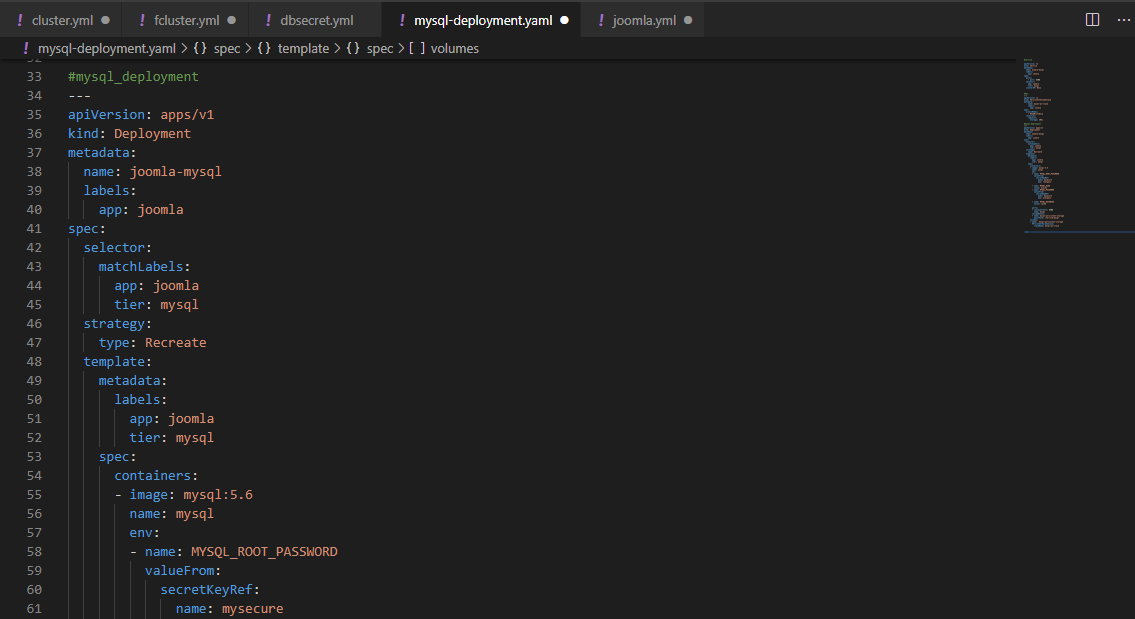 ! cluster.yml ● ! fcluster.yml ● ! dbsecret.yml ! mysql-deployment.yaml ● ! joomla.yml ● ...
! mysql-deployment.yaml > {} spec > {} template > {} spec > [ ] volumes
33 #mysql_deployment
34 ---
35 apiVersion: apps/v1
36 kind: Deployment
37 metadata:
38   name: joomla-mysql
39   labels:
40     app: joomla
41 spec:
42   selector:
43     matchLabels:
44       app: joomla
45       tier: mysql
46   strategy:
47     type: Recreate
48   template:
49     metadata:
50       labels:
51         app: joomla
52         tier: mysql
53     spec:
54       containers:
55       - image: mysql:5.6
56         name: mysql
57         env:
58         - name: MYSQL_ROOT_PASSWORD
59           valueFrom:
60             secretKeyRef:
61               name: mysecure